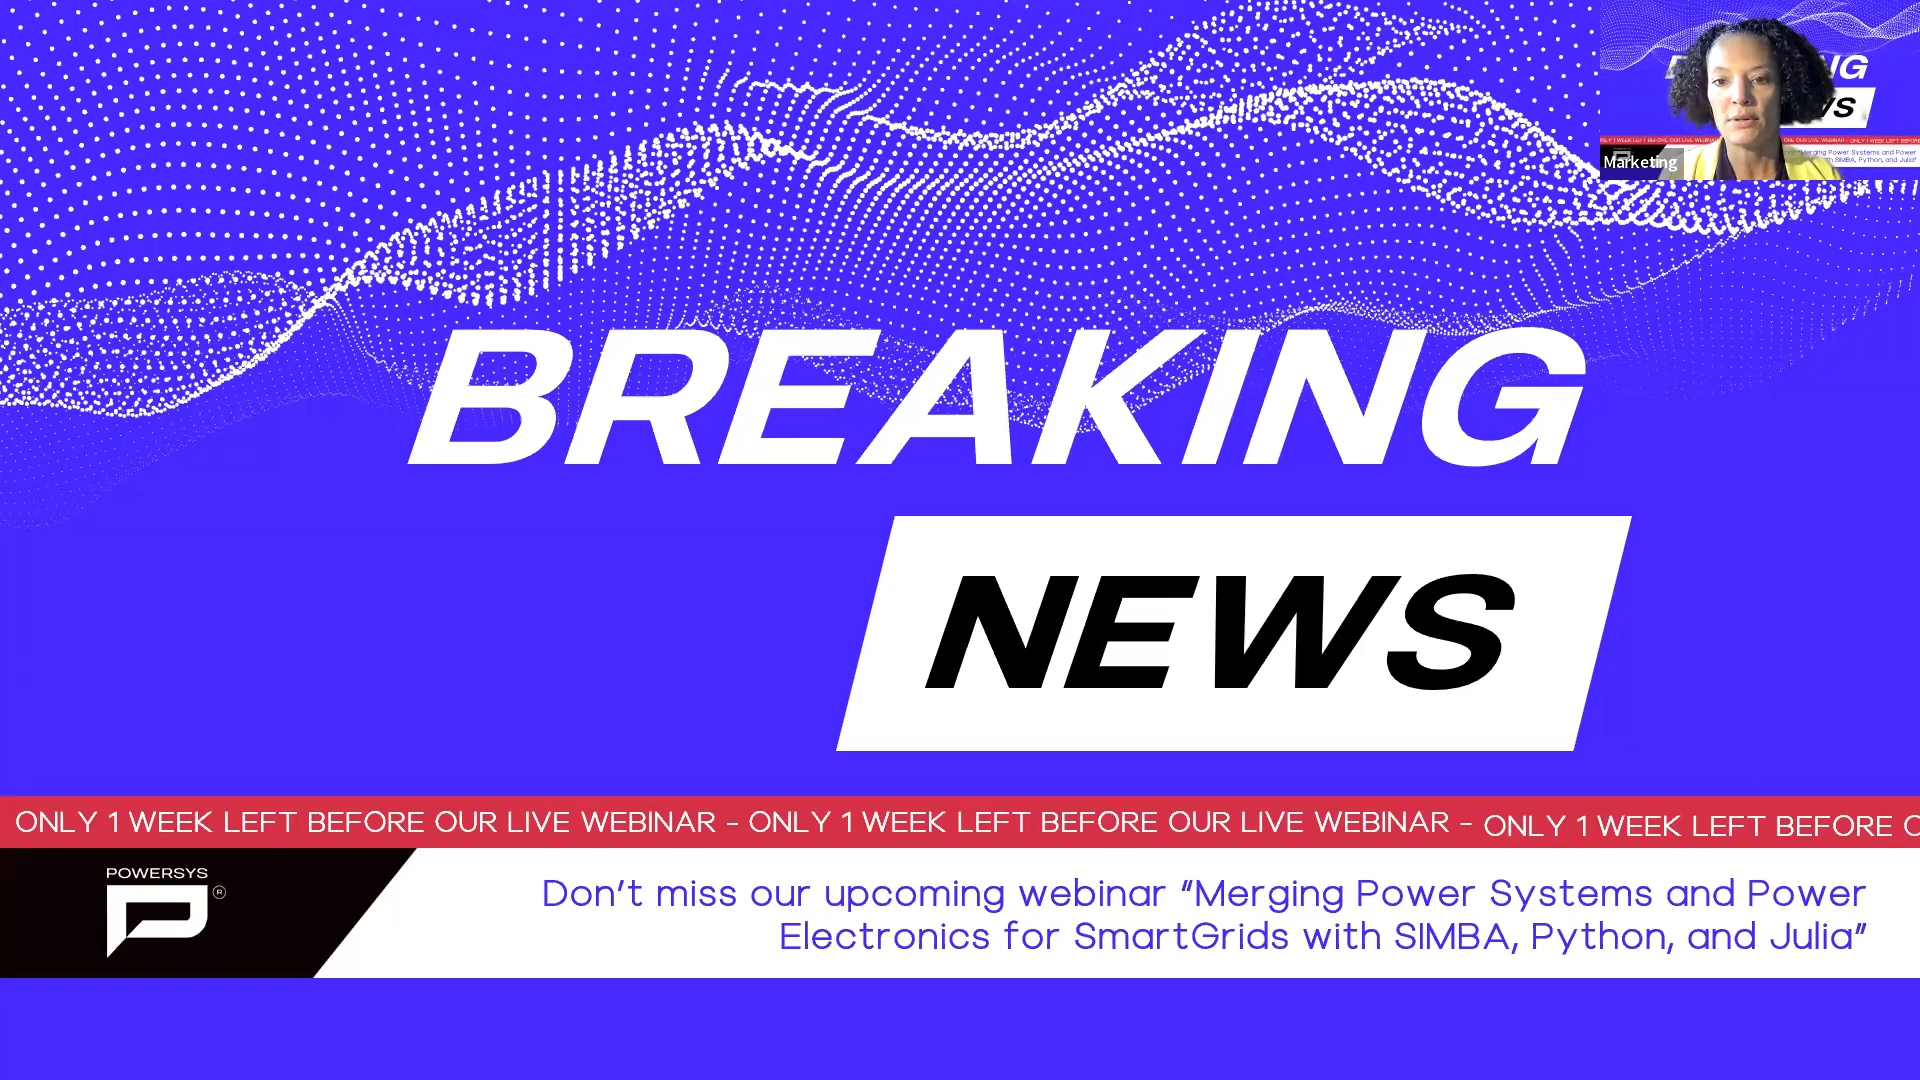 BREAKING
NEWS
Marketing
ONLY 1 WEEK LEFT BEFORE OUR LIVE WEBINAR - ONLY 1 WEEK LEFT BEFORE OUR LIVE WEBINAR - ONLY 1 WEEK LEFT BEFORE O
POWERSYS
®
Don't miss our upcoming webinar "Merging Power Systems and Power
Electronics for SmartGrids with SIMBA, Python, and Julia"